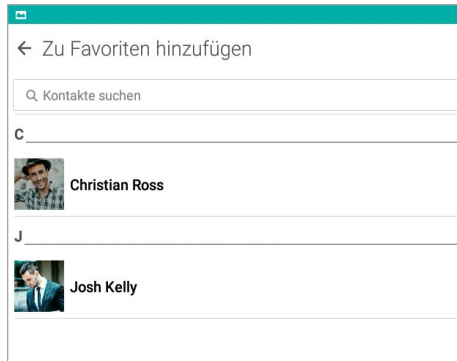 Zu Favoriten hinzufügen
Kontakte suchen
C
Christian Ross
J
Josh Kelly